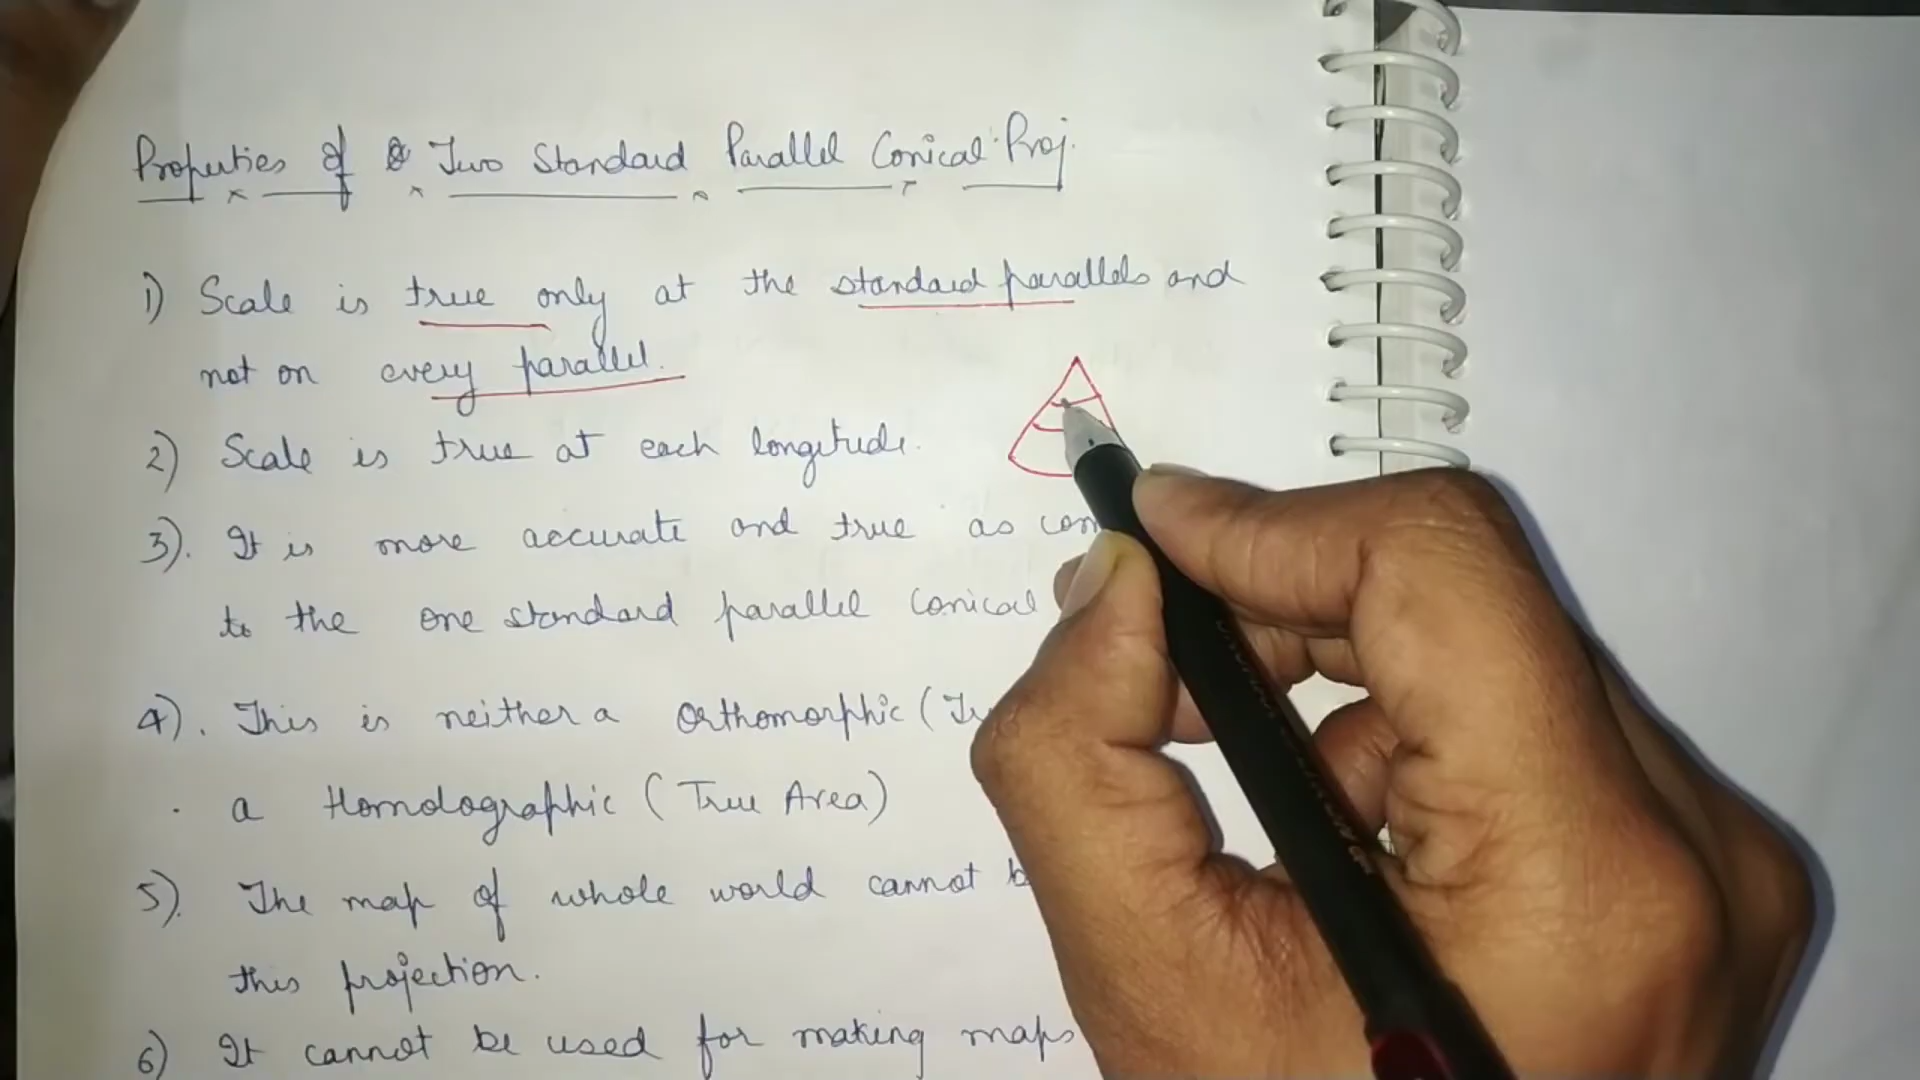 Properties of Two Standard Parallel Conical Proj.
1) Scale is true only at the standard parallels and
not on every parallel.
2) Scale is true at each longitude.
3). It is more accurate and true as com
to the one standard parallel conical
4). This is neither a Orthomorphic (
a Homolographic (True Area)
5). The map of whole world cannot b
this projection.
6) It cannot be used for making maps